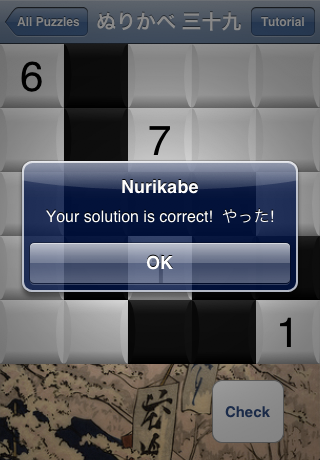 All Puzzles ぬりかべ 三十九 Tutorial
6
7
Nurikabe
Your solution is correct! やった!
OK
1
Check